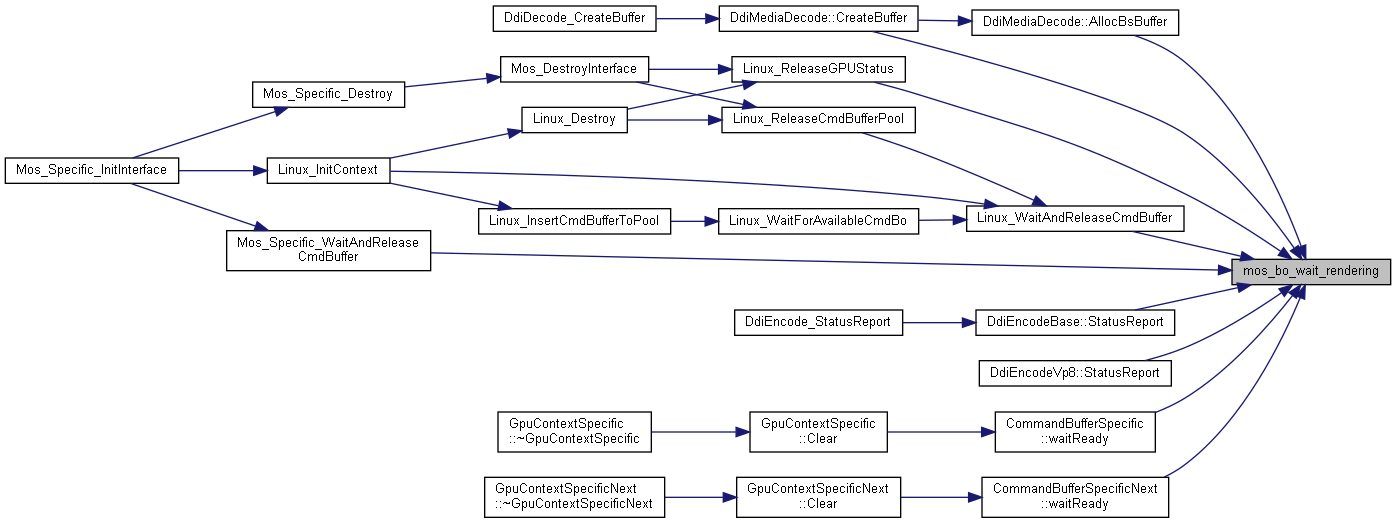 DdiDecode_CreateBuffer
DdiMediaDecode::CreateBuffer
DdiMediaDecode::AllocBsBuffer
Mos_DestroyInterface
Linux_ReleaseGPUStatus
Mos_Specific_Destroy
Linux_Destroy
Linux_ReleaseCmdBufferPool
Mos_Specific_InitInterface
Linux_InitContext
Linux_InsertCmdBufferToPool
Linux_WaitForAvailableCmdBo
Linux_WaitAndReleaseCmdBuffer
Mos_Specific_WaitAndRelease
CmdBuffer
mos_bo_wait_rendering
DdiEncode_StatusReport
DdiEncodeBase::StatusReport
DdiEncodeVp8::StatusReport
GpuContextSpecific
::~GpuContextSpecific
GpuContextSpecific
::Clear
CommandBufferSpecific
::waitReady
GpuContextSpecificNext
::~GpuContextSpecificNext
GpuContextSpecificNext
::Clear
CommandBufferSpecificNext
::waitReady